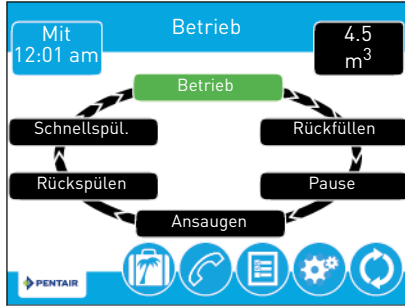 Mit
12:01 am
Betrieb
4.5
m³
Betrieb
Schnellspül.
Rückfüllen
Rückspülen
Pause
Ansaugen
PENTAIR